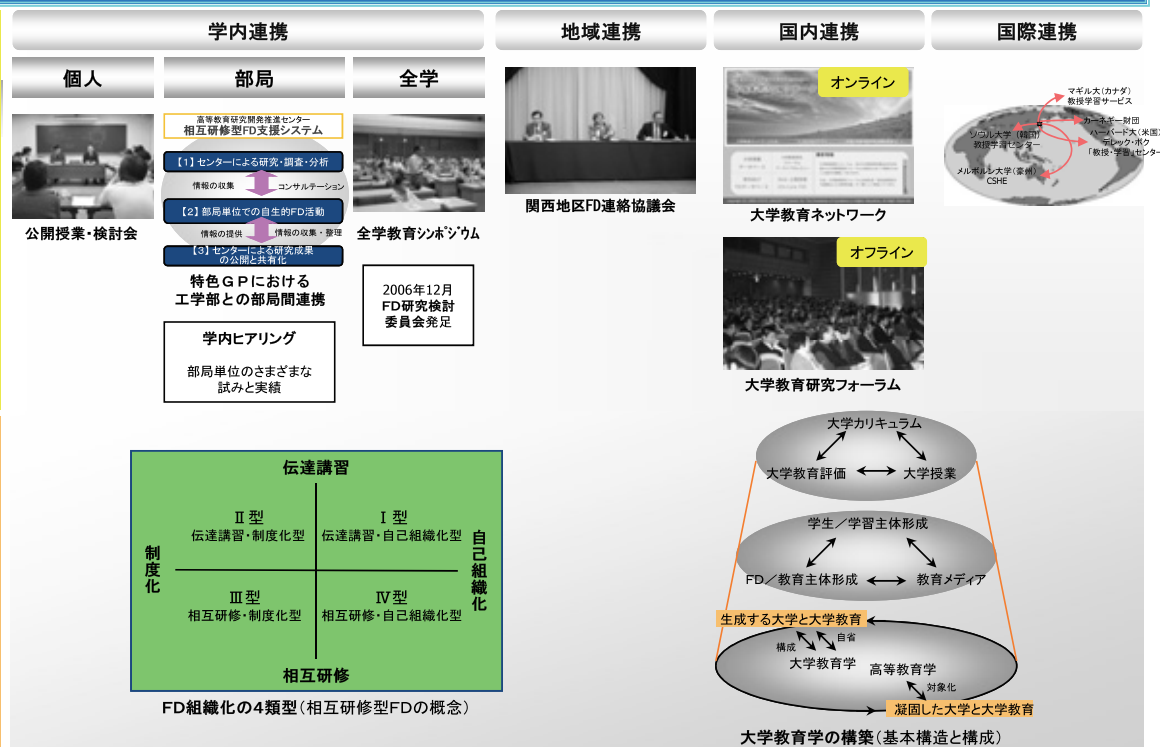 学内連携
地域連携
国内連携
国際連携
個人
部局
全学
公開授業・検討会
高等教育研究開発推進センター
相互研修型FD支援システム
【1】センターによる研究・調査・分析
情報の収集
コンサルテーション
【2】部局単位での自生的FD活動
情報の提供
情報の収集・整理
【3】センターによる研究成果
の公開と共有化
特色ＧＰにおける
工学部との部局間連携
学内ヒアリング
部局単位のさまざまな
試みと実績
全学教育ｼﾝﾎﾟｼﾞｳﾑ
2006年12月
FD研究検討
委員会発足
関西地区FD連絡協議会
オンライン
大学教育ネットワーク
オフライン
大学教育研究フォーラム
マギル大(カナダ)
教授学習サービス
カーネギー財団
ハーバード大(米国)
デレック・ボク
「教授・学習」センター
ソウル大学（韓国）
教授学習センター
メルボルン大学(豪州)
CSHE
伝達講習
Ⅱ型
伝達講習・制度化型
Ⅰ型
伝達講習・自己組織化型
制度化
自己組織化
Ⅲ型
相互研修・制度化型
Ⅳ型
相互研修・自己組織化型
相互研修
FD組織化の４類型（相互研修型FDの概念）
大学カリキュラム
大学教育評価
大学授業
学生／学習主体形成
FD／教育主体形成
教育メディア
生成する大学と大学教育
構成
自省
大学教育学
高等教育学
対象化
凝固した大学と大学教育
大学教育学の構築（基本構造と構成）